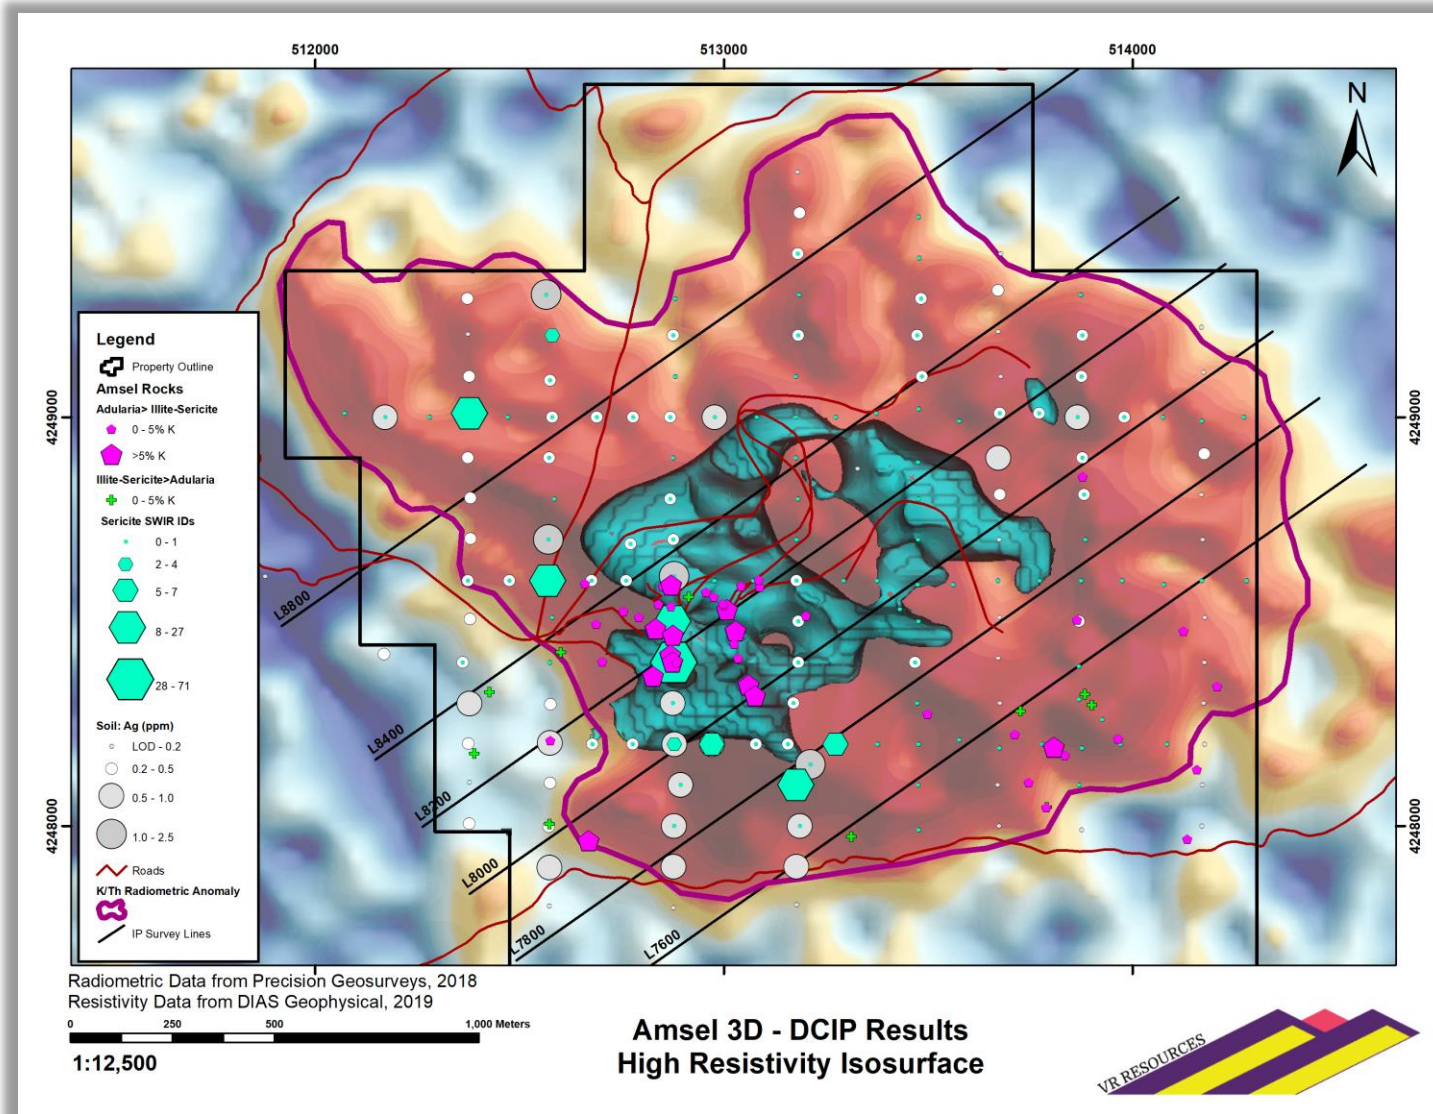 512000
513000
514000
N
4249000
4249000
4248000
4248000
Legend
Property Outline
Amsel Rocks
Adularia> Illite-Sericite
0 - 5% K
>5% K
Illite-Sericite>Adularia
0 - 5% K
Sericite SWIR IDs
0 - 1
2 - 4
5 - 7
8 - 27
28 - 71
Soil: Ag (ppm)
LOD - 0.2
0.2 - 0.5
0.5 - 1.0
1.0 - 2.5
Roads
K/Th Radiometric Anomaly
IP Survey Lines
L8800
L8400
L8200
L8000
L7800
L7600
Radiometric Data from Precision Geosurveys, 2018
Resistivity Data from DIAS Geophysical, 2019
0 250 500 1,000 Meters
1:12,500
Amsel 3D - DCIP Results
High Resistivity Isosurface
VR RESOURCES